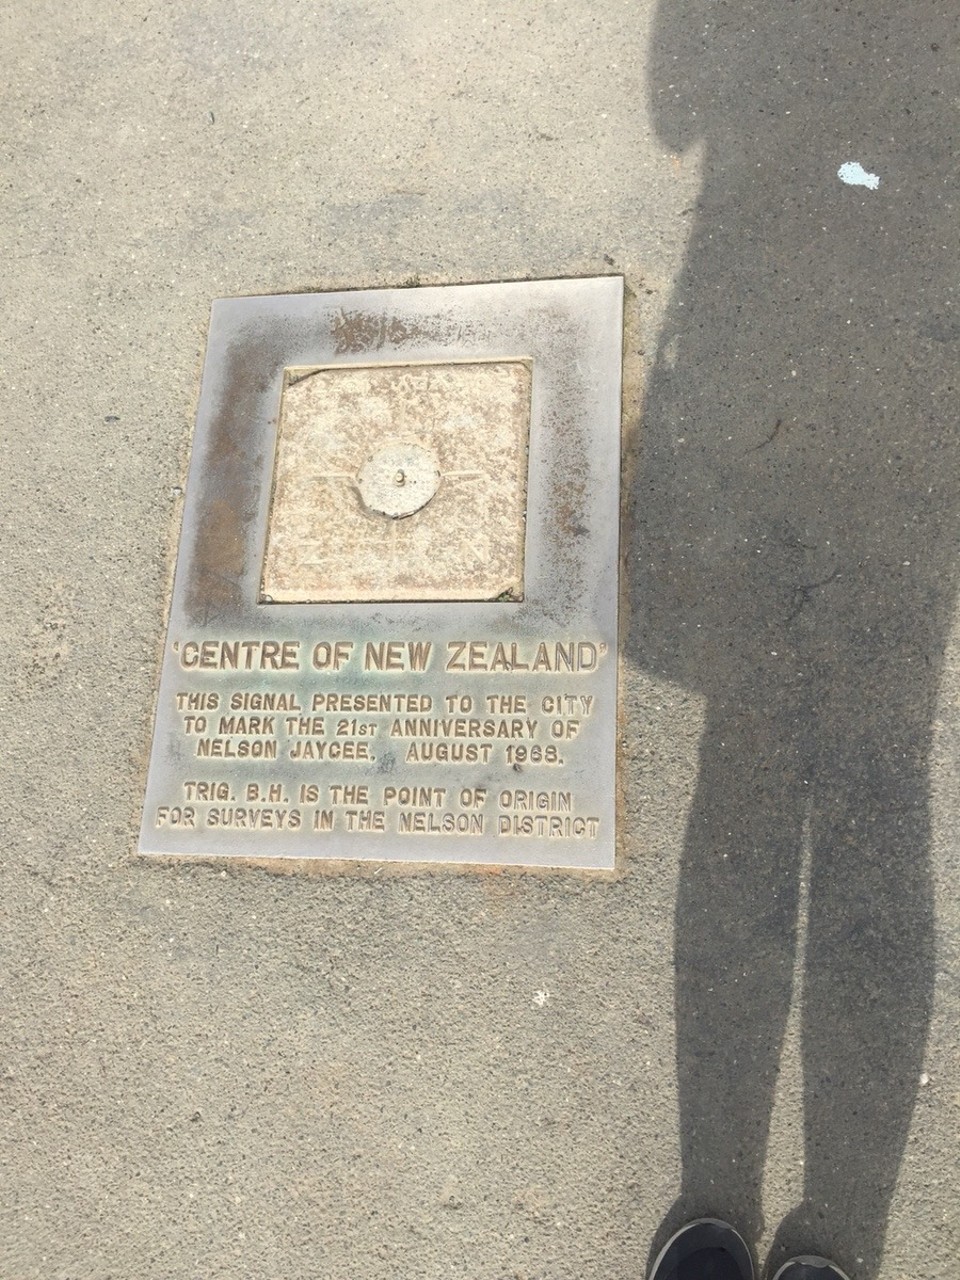 'CENTRE OF NEW ZEALAND'
THIS SIGNAL PRESENTED TO THE CITY
TO MARK THE 21ST ANNIVERSARY OF
NELSON JAYCEE. AUGUST 1968.
TRIG. B.H. IS THE POINT OF ORIGIN
FOR SURVEYS IN THE NELSON DISTRICT